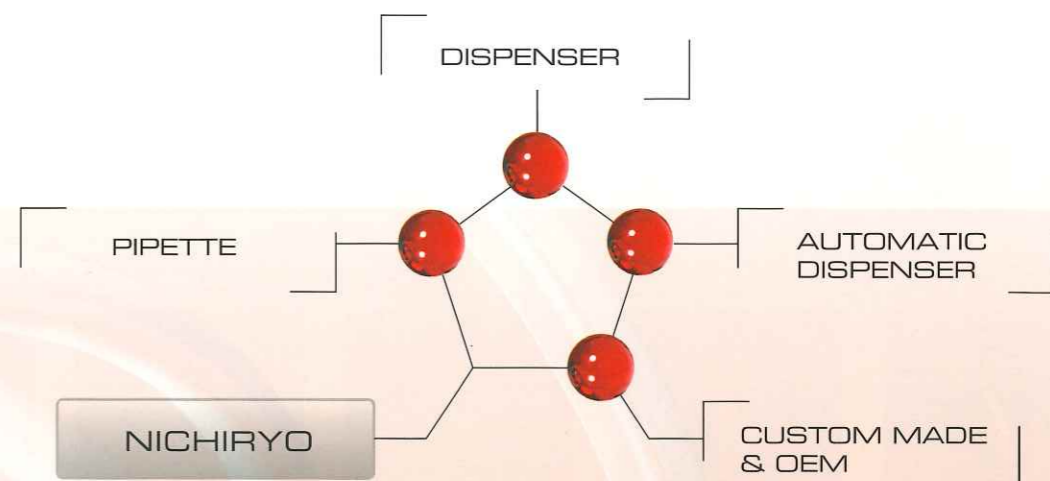 DISPENSER
PIPETTE
AUTOMATIC
DISPENSER
NICHIRYO
CUSTOM MADE
& OEM